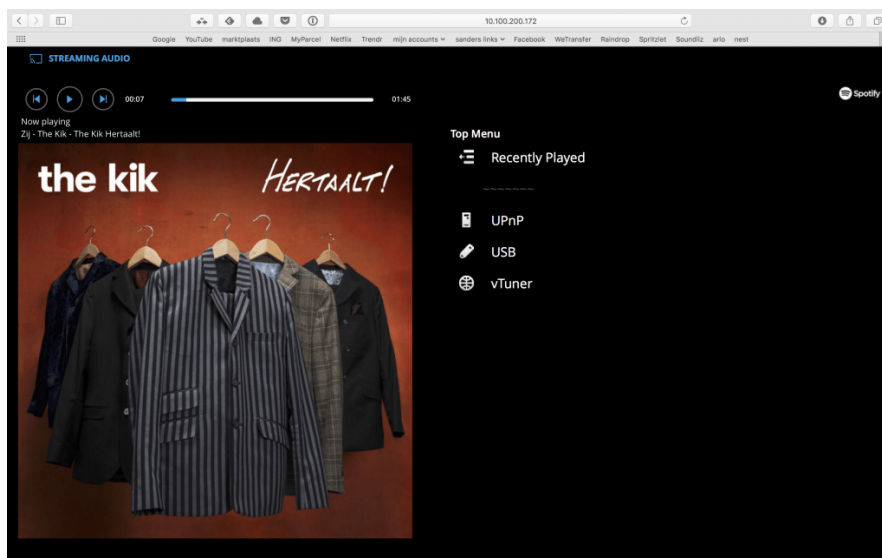 10.100.200.172
Google YouTube marktplaats ING MyParcel Netflix Trendr mijn accounts sanders links Facebook WeTransfer Raindrop Spritzlet Soundiiz arlo nest
STREAMING AUDIO
00:07 01:45
Spotify
Now playing
Zij - The Kik - The Kik Hertaalt!
the kik HERTAALT!
Top Menu
Recently Played
~~~~~~~
UPnP
USB
vTuner